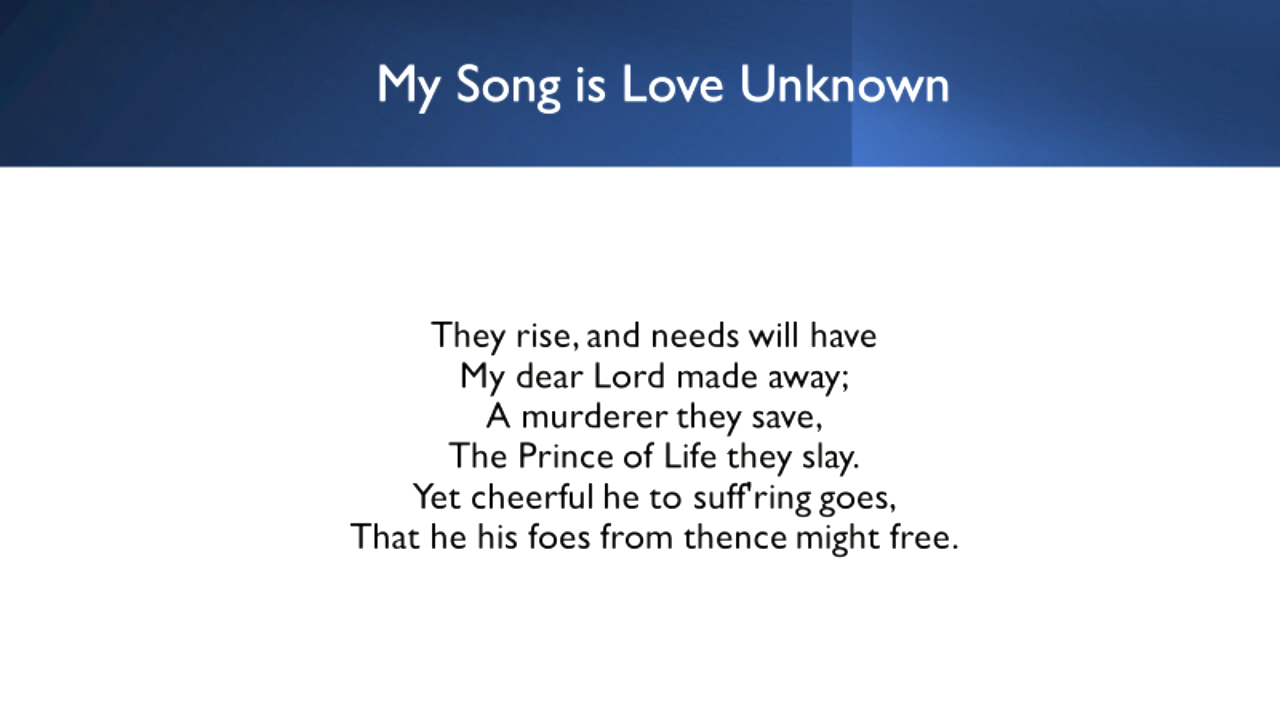 My Song is Love Unknown
They rise, and needs will have
My dear Lord made away;
A murderer they save,
The Prince of Life they slay.
Yet cheerful he to suff'ring goes,
That he his foes from thence might free.